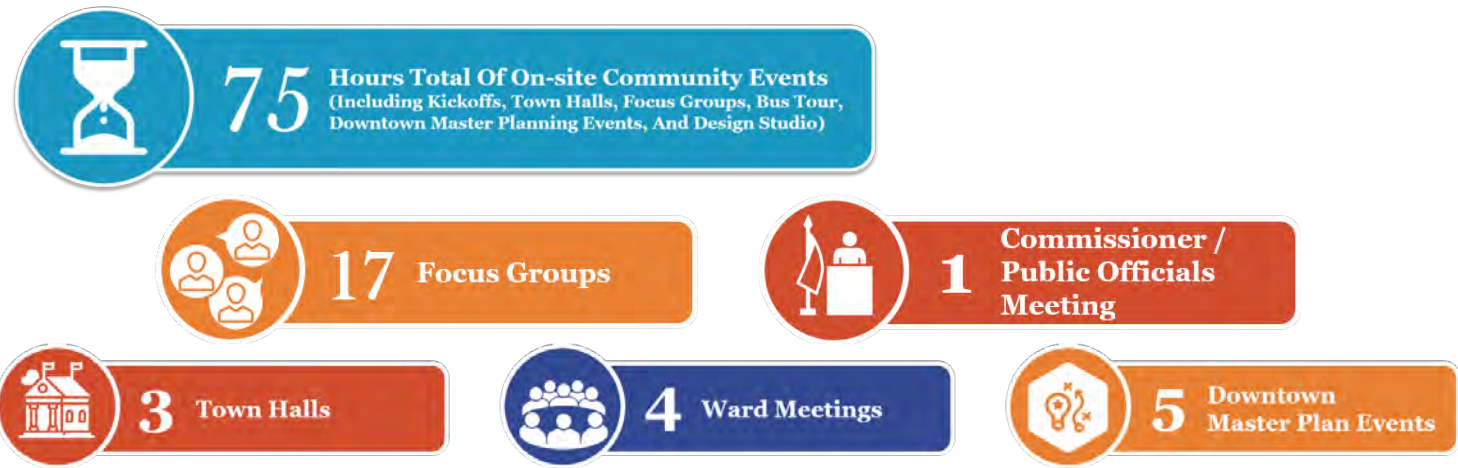 75
Hours Total Of On-site Community Events
(Including Kickoffs, Town Halls, Focus Groups, Bus Tour,
Downtown Master Planning Events, And Design Studio)
17 Focus Groups
1
Commissioner /
Public Officials
Meeting
3 Town Halls
4 Ward Meetings
5
Downtown
Master Plan Events